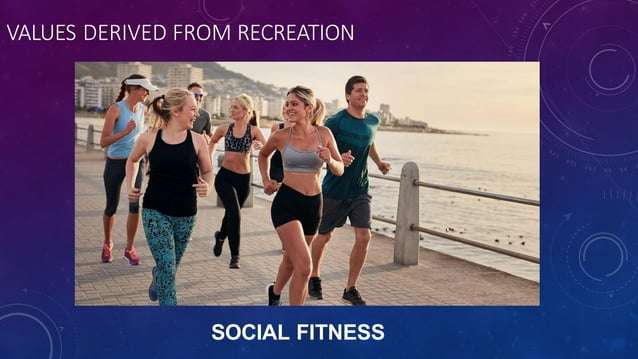 VALUES DERIVED FROM RECREATION
SOCIAL FITNESS